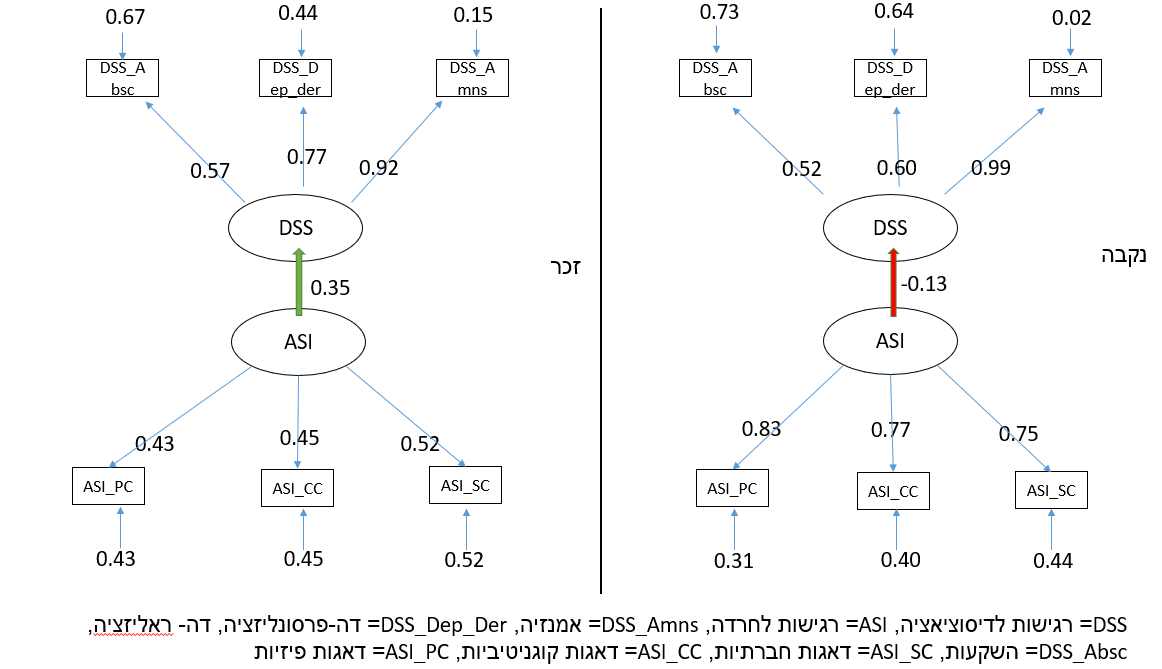 0.67
0.44
0.15
DSS_A
bsc
DSS_D
ep_der
DSS_A
mns
0.57
0.77
0.92
DSS
0.35
ASI
0.43
0.45
0.52
ASI_PC
ASI_CC
ASI_SC
0.43
0.45
0.52
זכר
0.73
0.64
0.02
DSS_A
bsc
DSS_D
ep_der
DSS_A
mns
0.52
0.60
0.99
DSS
-0.13
ASI
0.83
0.77
0.75
ASI_PC
ASI_CC
ASI_SC
0.31
0.40
0.44
נקבה
DSS= רגישות לדיסוציאציה, ASI= רגישות לחרדה, DSS_Amns= אמנזיה, DSS_Dep_Der= דה-פרסונליזציה, דה- ראליזציה,
DSS_Absc= השקעות, ASI_SC= דאגות חברתיות, ASI_CC= דאגות קוגניטיביות, ASI_PC= דאגות פיזיות